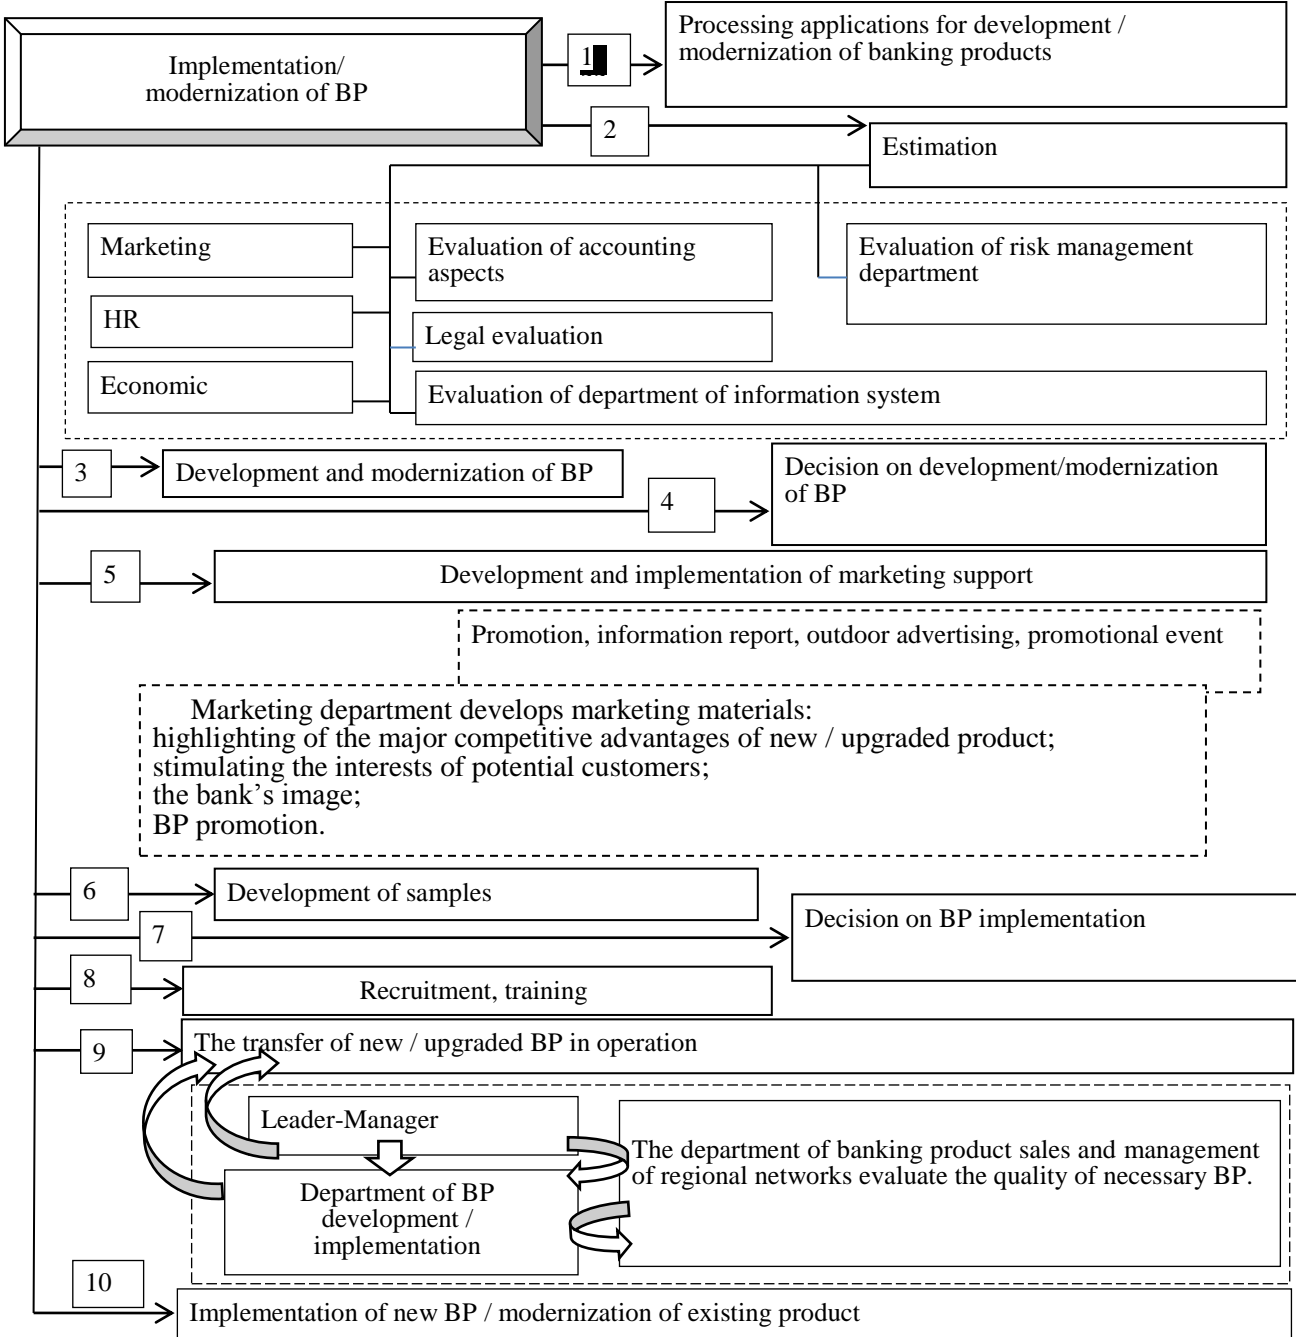 Implementation/
modernization of BP
1
Processing applications for development /
modernization of banking products
2
Estimation
Marketing
Evaluation of accounting
aspects
Evaluation of risk management
department
HR
Legal evaluation
Economic
Evaluation of department of information system
3
Development and modernization of BP
4
Decision on development/modernization
of BP
5
Development and implementation of marketing support
Promotion, information report, outdoor advertising, promotional event
Marketing department develops marketing materials:
highlighting of the major competitive advantages of new / upgraded product;
stimulating the interests of potential customers;
the bank’s image;
BP promotion.
6
Development of samples
7
Decision on BP implementation
8
Recruitment, training
9
The transfer of new / upgraded BP in operation
Leader-Manager
The department of banking product sales and management
of regional networks evaluate the quality of necessary BP.
Department of BP
development /
implementation
10
Implementation of new BP / modernization of existing product